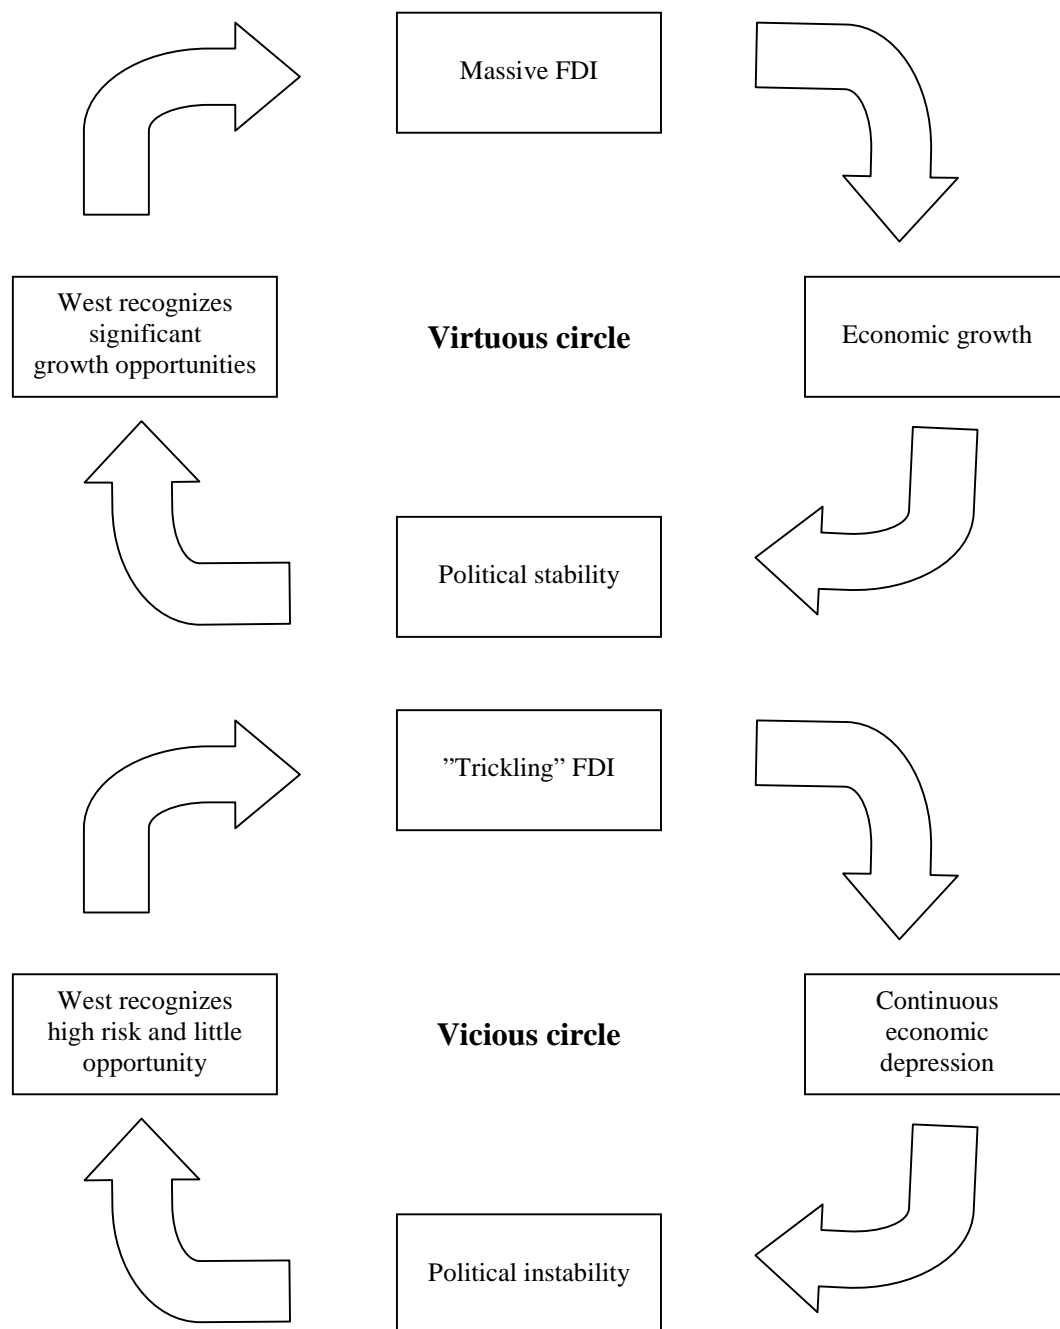 Massive FDI
West recognizes
significant
growth opportunities
Virtuous circle
Economic growth
Political stability
”Trickling” FDI
West recognizes
high risk and little
opportunity
Vicious circle
Continuous
economic
depression
Political instability